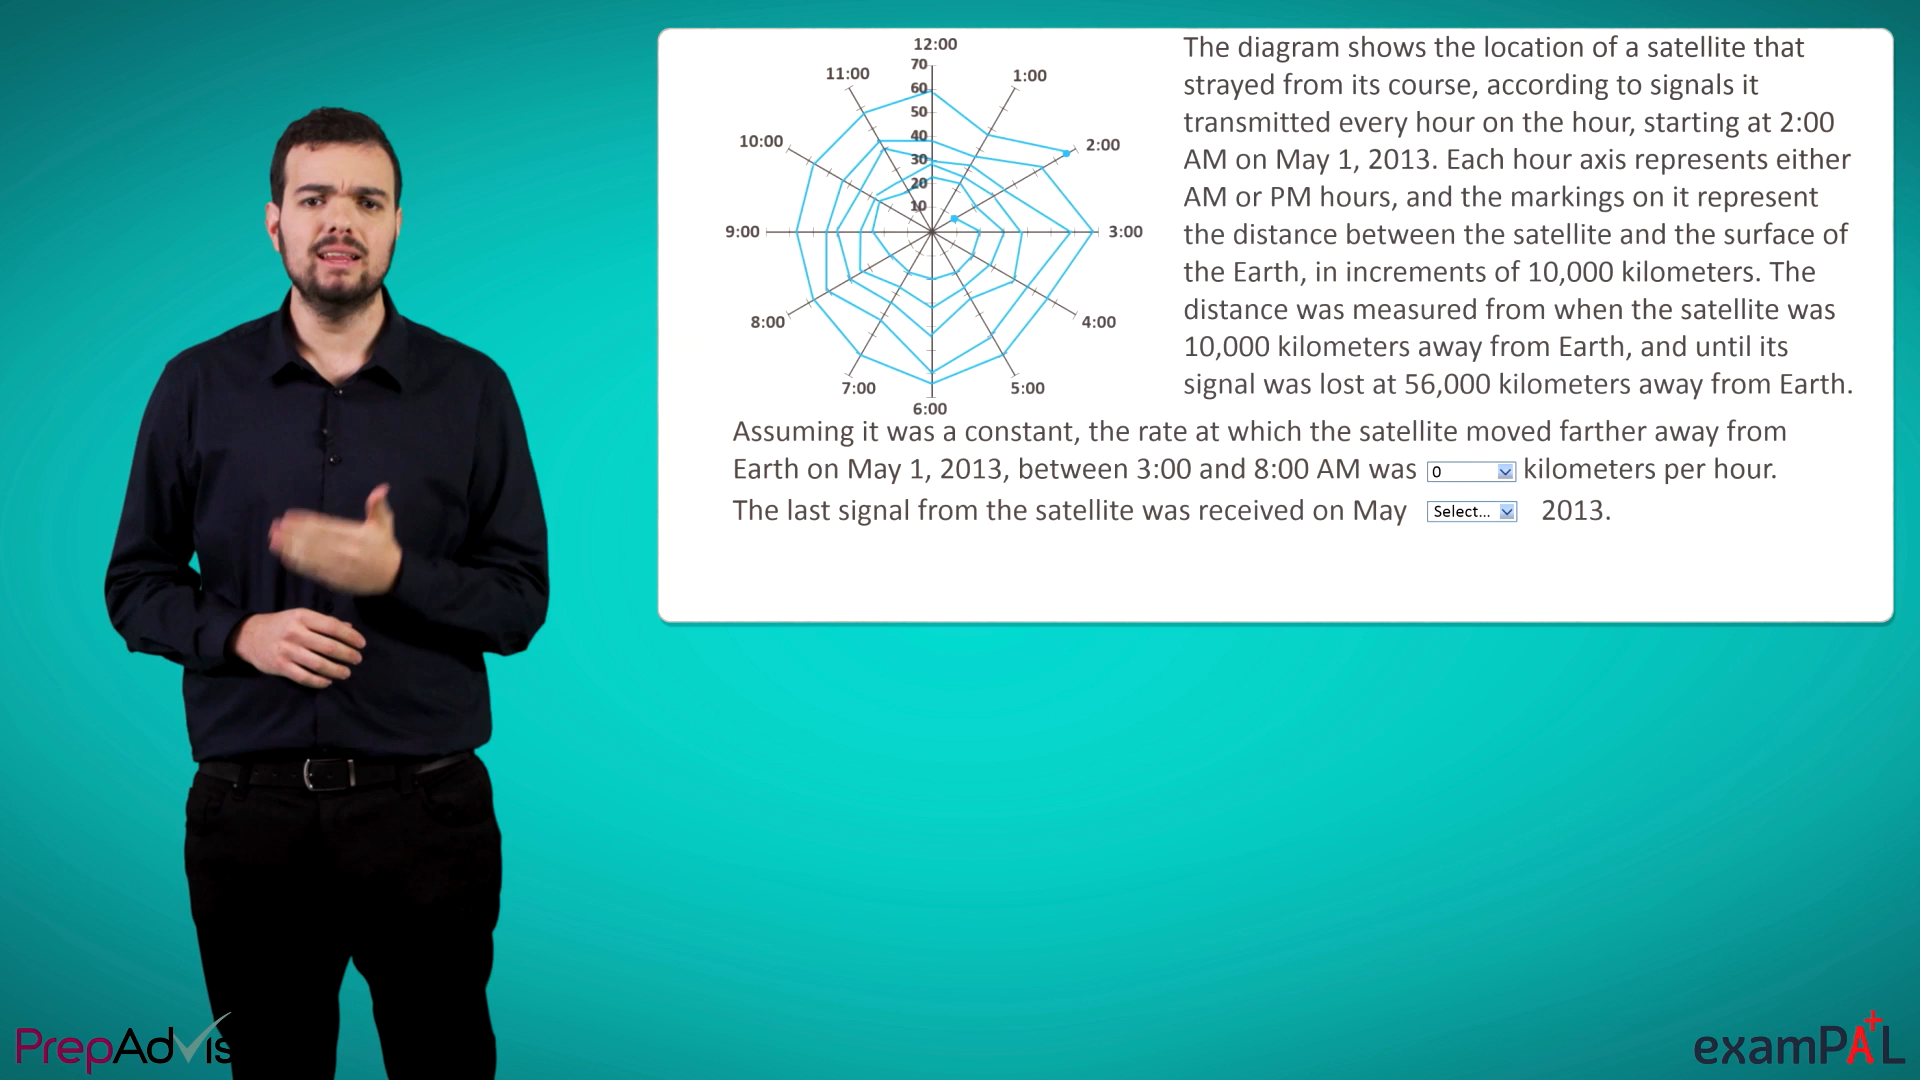 12:00
70
11:00
1:00
60
50
10:00
40
2:00
30
20
10
9:00
3:00
8:00
4:00
7:00
5:00
6:00
The diagram shows the location of a satellite that
strayed from its course, according to signals it
transmitted every hour on the hour, starting at 2:00
AM on May 1, 2013. Each hour axis represents either
AM or PM hours, and the markings on it represent
the distance between the satellite and the surface of
the Earth, in increments of 10,000 kilometers. The
distance was measured from when the satellite was
10,000 kilometers away from Earth, and until its
signal was lost at 56,000 kilometers away from Earth.
Assuming it was a constant, the rate at which the satellite moved farther away from
Earth on May 1, 2013, between 3:00 and 8:00 AM was 0 kilometers per hour.
The last signal from the satellite was received on May Select... 2013.
PrepAdvis
examPAL